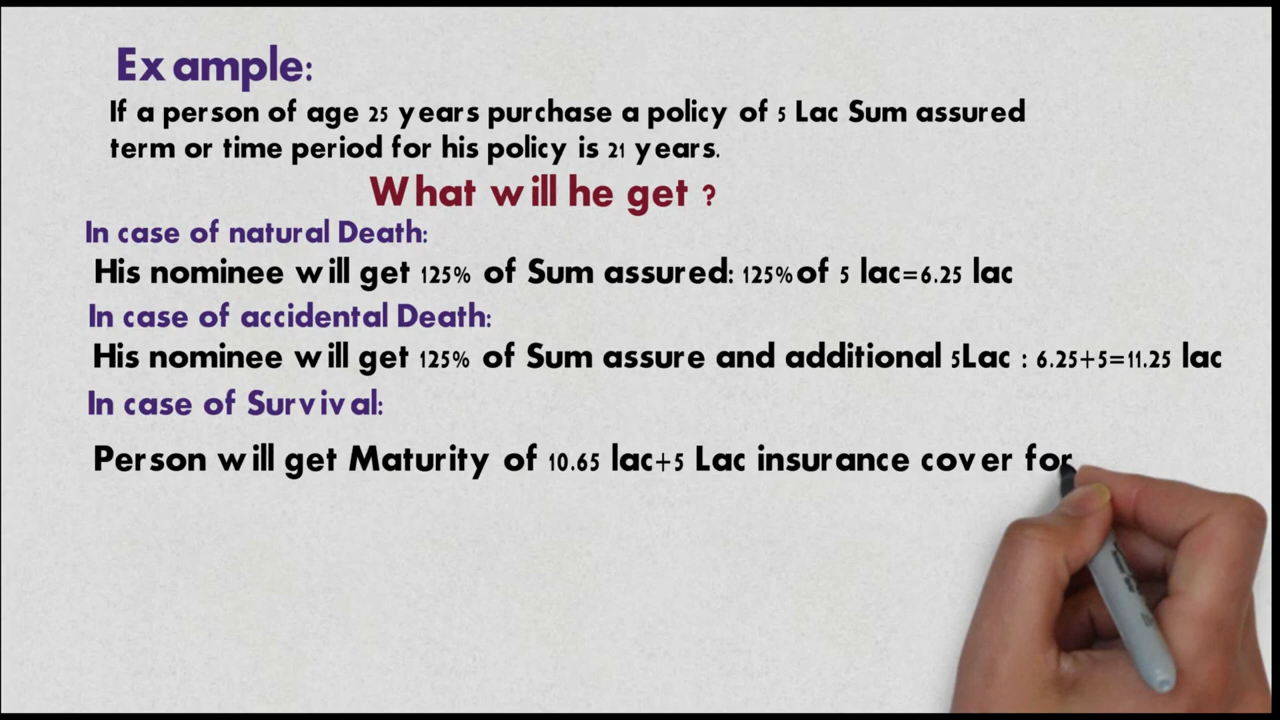 Example:
If a person of age 25 years purchase a policy of 5 Lac Sum assured
term or time period for his policy is 21 years.
What will he get ?
In case of natural Death:
His nominee will get 125% of Sum assured: 125%of 5 lac=6.25 lac
In case of accidental Death:
His nominee will get 125% of Sum assure and additional 5Lac : 6.25+5=11.25 lac
In case of Survival:
Person will get Maturity of 10.65 lac+5 Lac insurance cover for